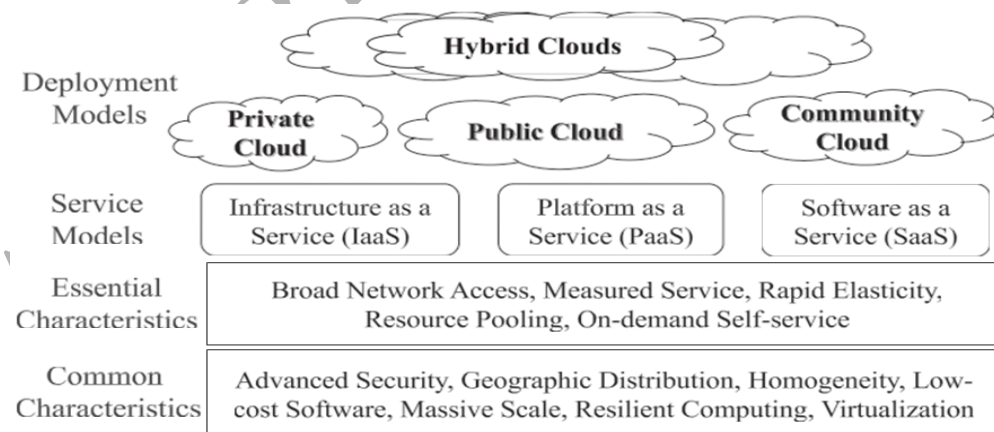 Hybrid Clouds
Deployment
Models
Private
Cloud
Public Cloud
Community
Cloud
Service
Models
Infrastructure as a
Service (IaaS)
Platform as a
Service (PaaS)
Software as a
Service (SaaS)
Essential
Characteristics
Broad Network Access, Measured Service, Rapid Elasticity,
Resource Pooling, On-demand Self-service
Common
Characteristics
Advanced Security, Geographic Distribution, Homogeneity, Low-
cost Software, Massive Scale, Resilient Computing, Virtualization